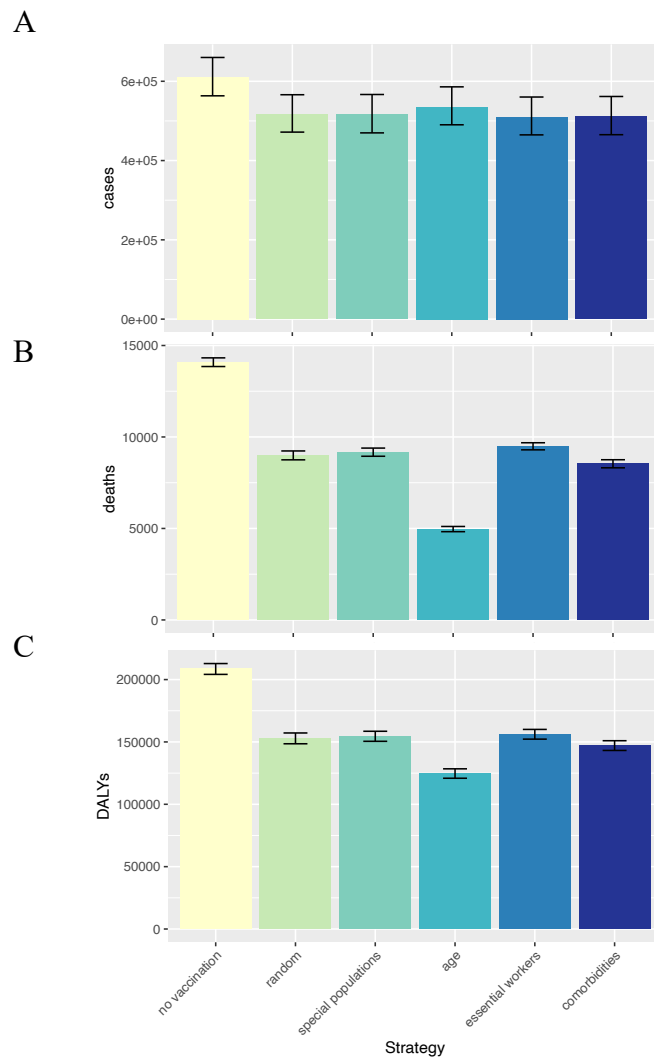 A
6e+05
4e+05
2e+05
0e+00
cases
B
15000
10000
5000
0
deaths
C
200000
150000
100000
50000
0
DALYs
no vaccination
random
special populations
age
essential workers
comorbidities
Strategy